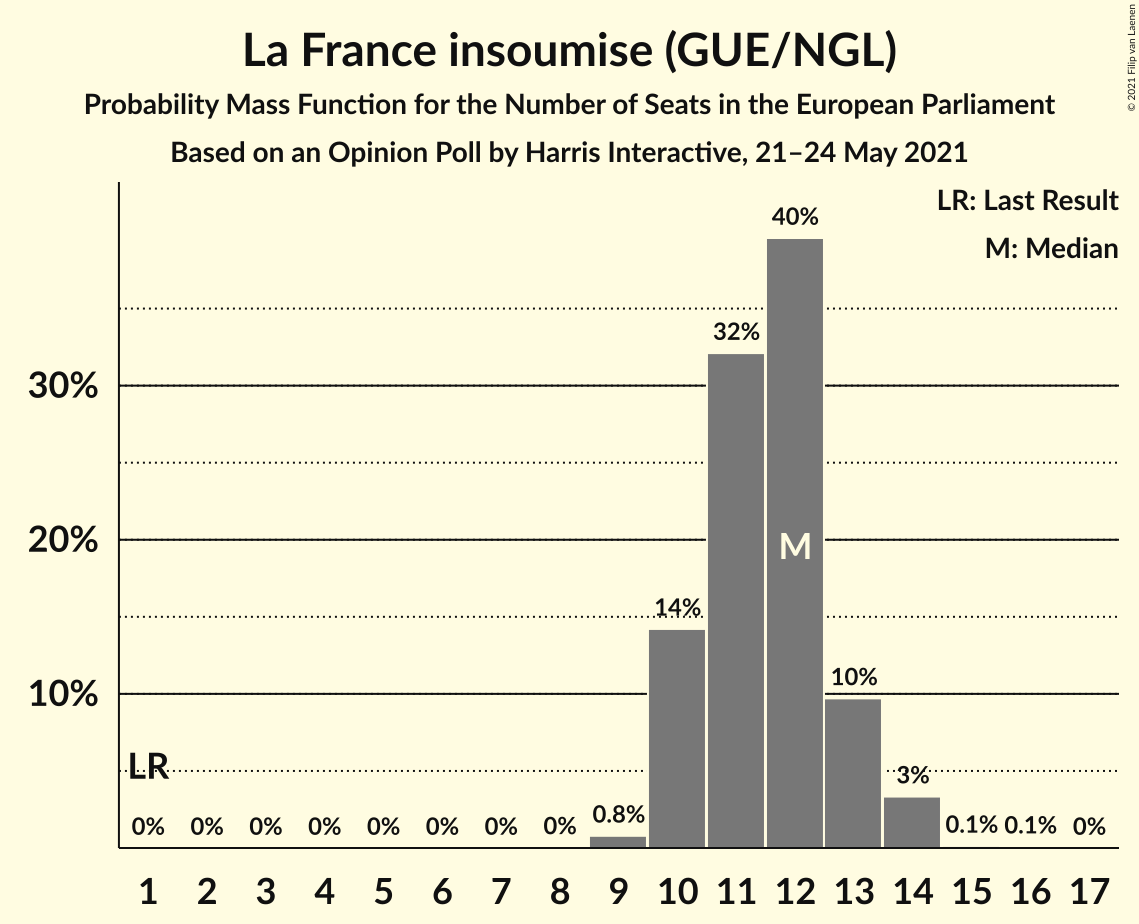 La France insoumise (GUE/NGL)
Probability Mass Function for the Number of Seats in the European Parliament
Based on an Opinion Poll by Harris Interactive, 21–24 May 2021
© 2021 Filip van Laenen
LR: Last Result
M: Median
40%
32%
30%
20%
M
14%
10%
10%
LR
3%
0% 0% 0% 0% 0% 0% 0% 0% 0.8% 0.1% 0.1% 0%
1 2 3 4 5 6 7 8 9 10 11 12 13 14 15 16 17